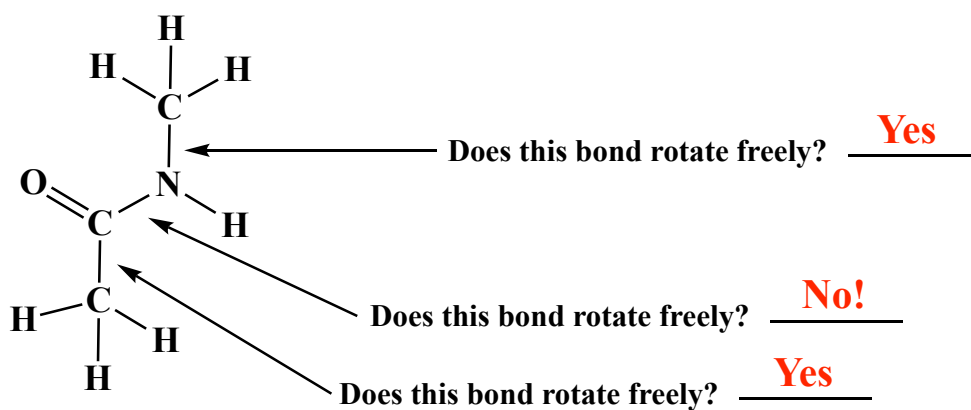 H
H H
C
Does this bond rotate freely? Yes
O N
C H
C
H H
H
Does this bond rotate freely? No!
Does this bond rotate freely? Yes